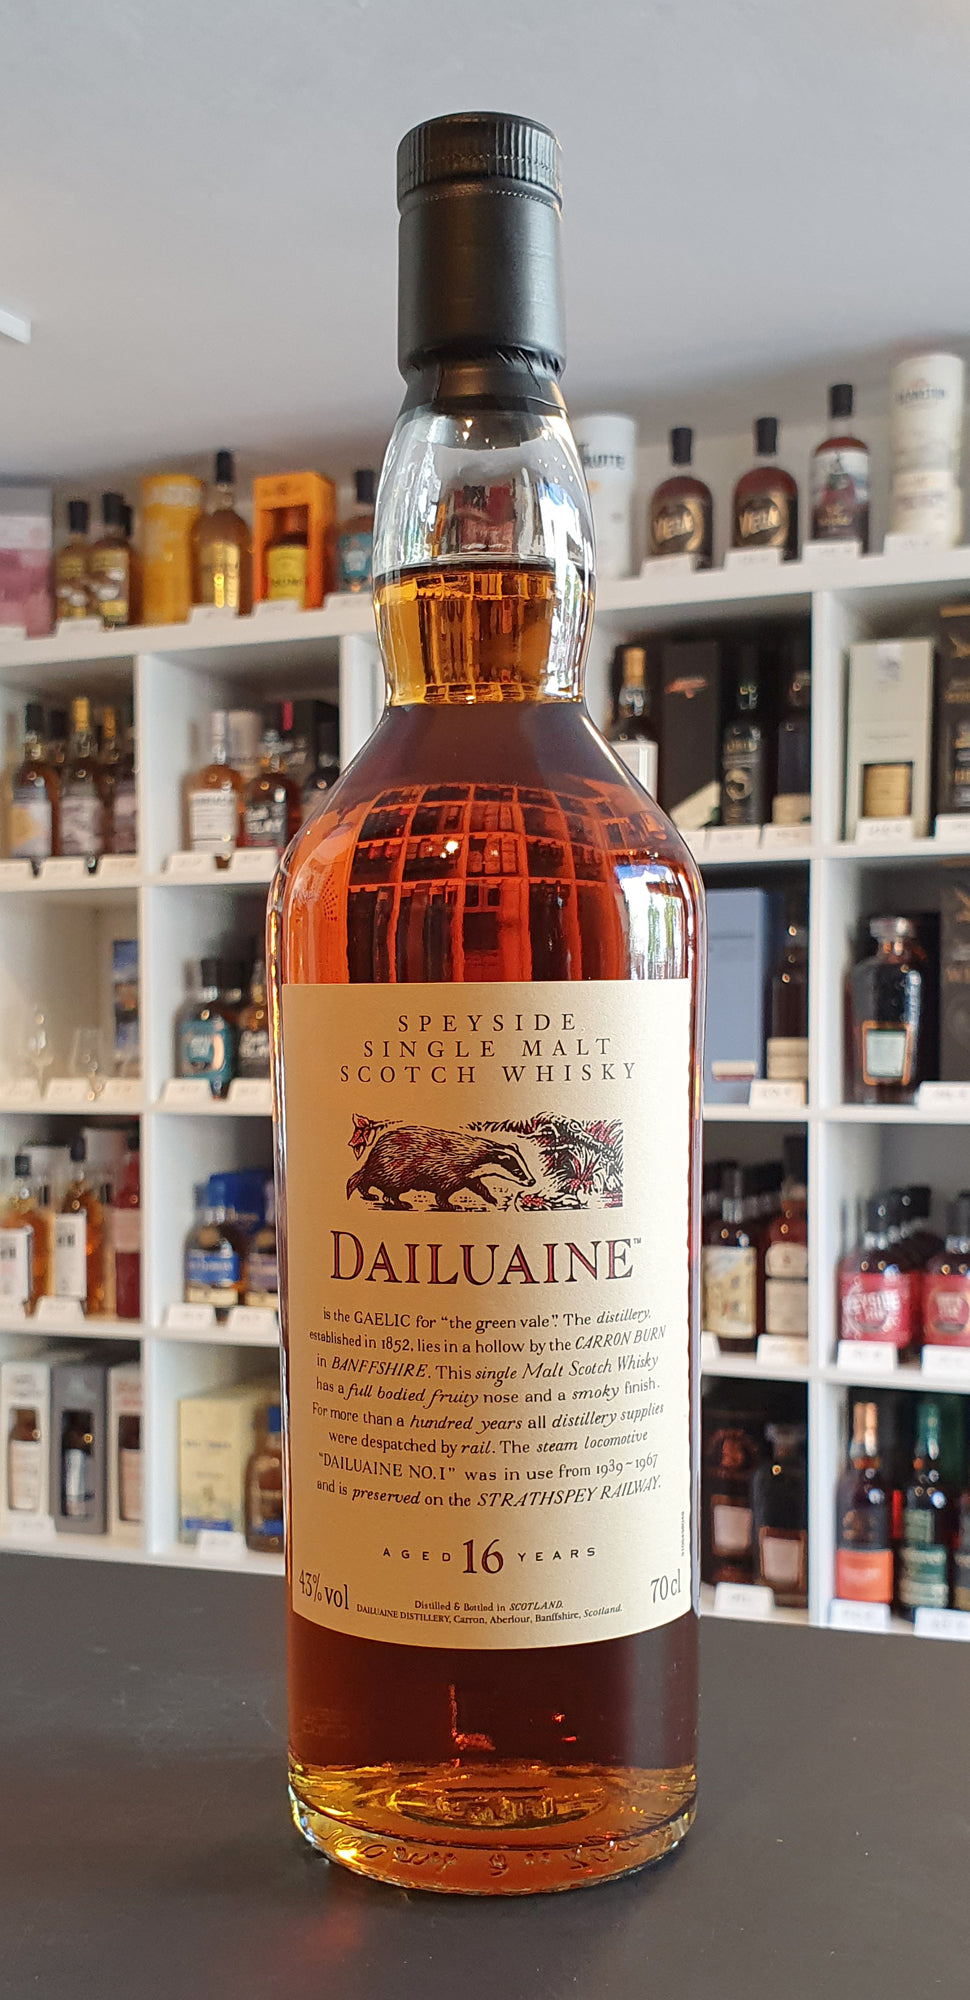 SPEYSIDE
SINGLE MALT
SCOTCH WHISKY
DAILUAINE™
is the GAELIC for "the green vale". The distillery,
established in 1852, lies in a hollow by the CARRON BURN
in BANFFSHIRE. This single Malt Scotch Whisky
has a full bodied fruity nose and a smoky finish.
For more than a hundred years all distillery supplies
were despatched by rail. The steam locomotive
"DAILUAINE NO.1" was in use from 1939~1967
and is preserved on the STRATHSPEY RAILWAY.
AGED 16 YEARS
43% vol
70cl
Distilled & Bottled in SCOTLAND.
DAILUAINE DISTILLERY, Carron, Aberlour, Banffshire, Scotland.